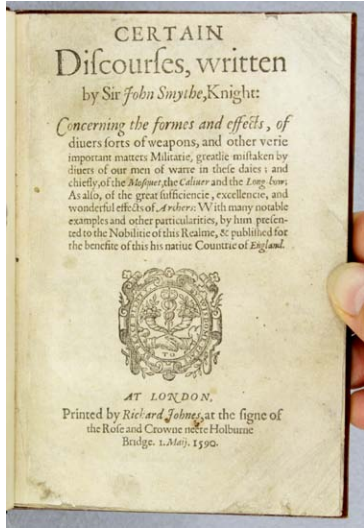 CERTAIN
Diſcourſes, written
by Sir John Smythe, Knight:
Concerning the formes and effects, of
diuers ſorts of weapons, and other verie
important matters Militarie, greatlie miſtaken by
diuers of our men of warre in theſe daies; and
chiefly, of the Moſquet, the Caliuer and the Long-bow;
As alſo, of the great ſufficiencie, excellencie, and
wonderful effects of Archers: With many notable
examples and other particularities, by him preſen-
ted to the Nobilitie of this Realme, & publiſhed for
the benefite of this his natiue Countrie of England.
AT LONDON,
Printed by Richard Johnes, at the ſigne of
the Roſe and Crowne neere Holburne
Bridge. 1. Maij. 1590.